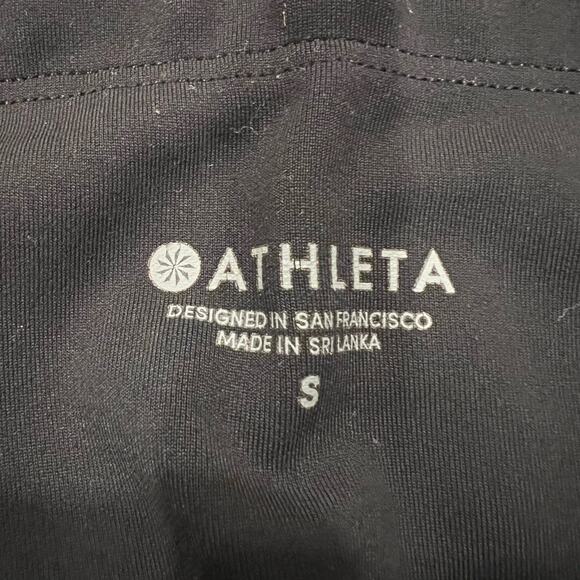 ATHLETA
DESIGNED IN SAN FRANCISCO
MADE IN SRI LANKA
S